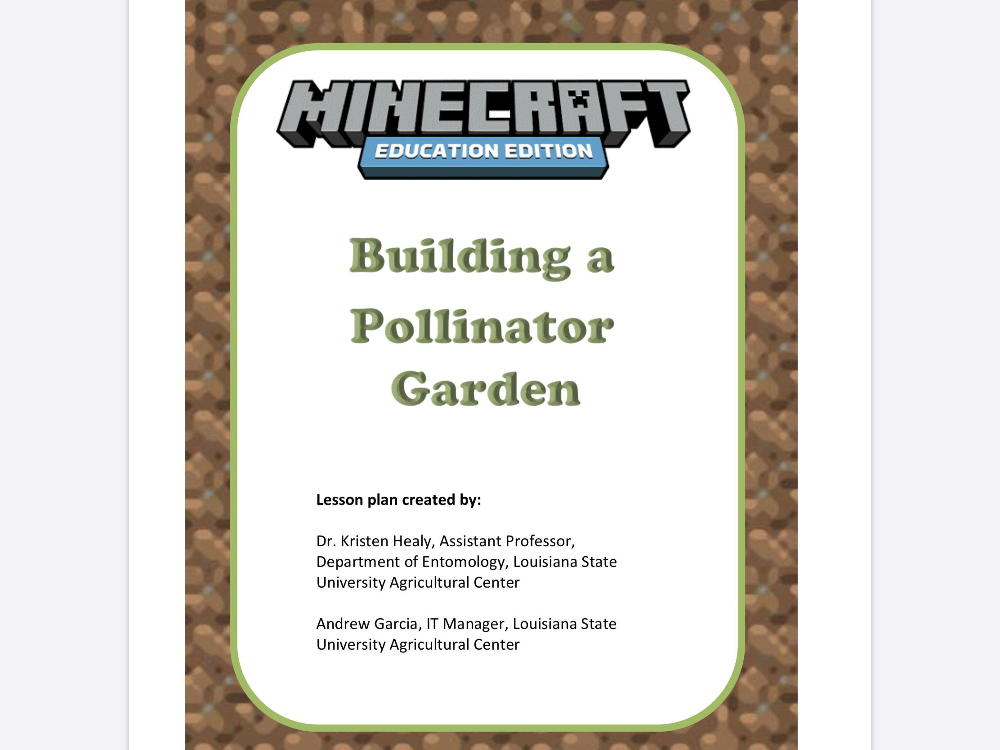 MINECRAFT
EDUCATION EDITION
Building a
Pollinator
Garden
Lesson plan created by:
Dr. Kristen Healy, Assistant Professor,
Department of Entomology, Louisiana State
University Agricultural Center
Andrew Garcia, IT Manager, Louisiana State
University Agricultural Center